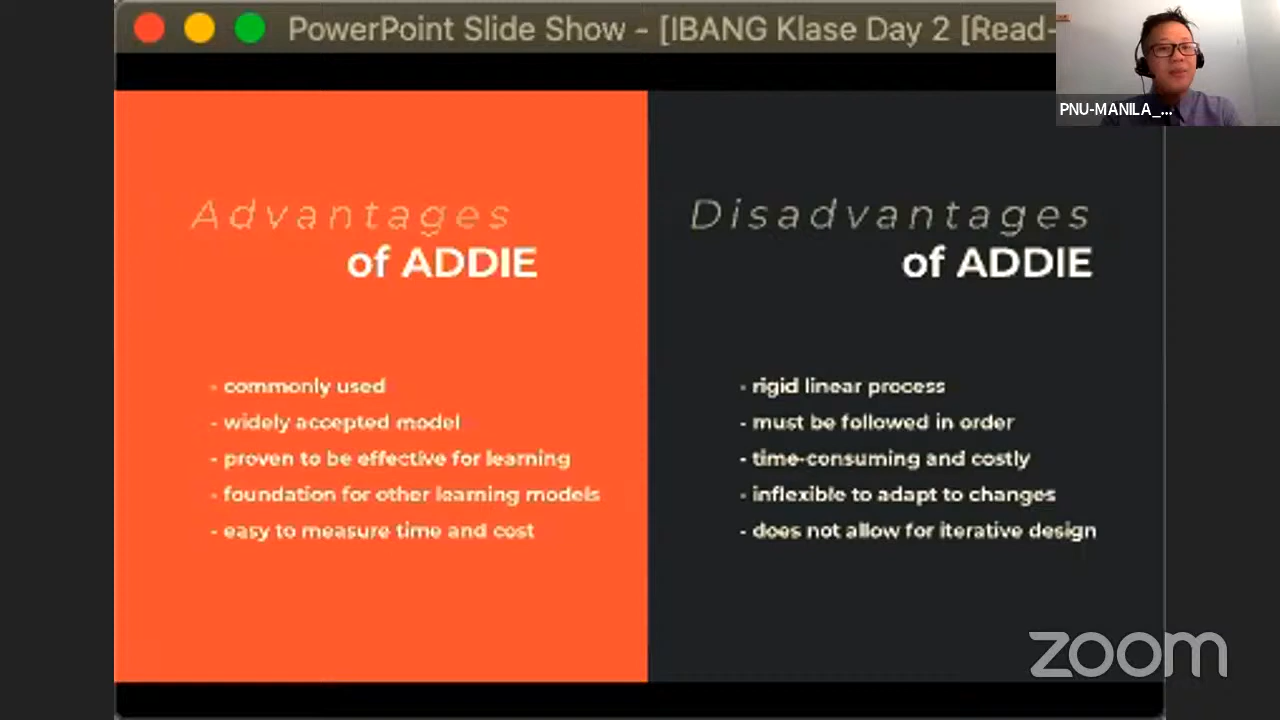 PowerPoint Slide Show - [IBANG Klase Day 2 [Read-
PNU-MANILA_...
Advantages
of ADDIE
- commonly used
- widely accepted model
- proven to be effective for learning
- foundation for other learning models
- easy to measure time and cost
Disadvantages
of ADDIE
- rigid linear process
- must be followed in order
- time-consuming and costly
- inflexible to adapt to changes
- does not allow for iterative design
zoom